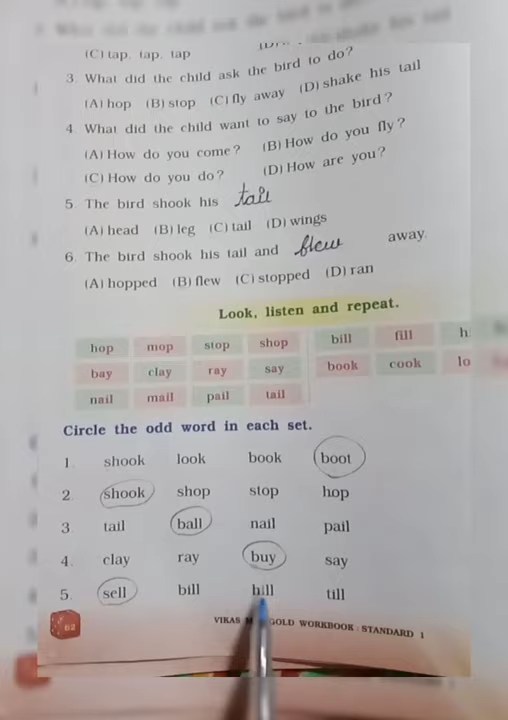 (C) tap, tap, tap
3. What did the child ask the bird to do?
(A) hop (B) stop (C) fly away (D) shake his tail
4. What did the child want to say to the bird?
(A) How do you come? (B) How do you fly?
(C) How do you do? (D) How are you?
5. The bird shook his tail
(A) head (B) leg (C) tail (D) wings
6. The bird shook his tail and flew away.
(A) hopped (B) flew (C) stopped (D) ran
Look, listen and repeat.
hop mop stop shop bill fill
bay clay ray say book cook
nail mail pail tail
Circle the odd word in each set.
1. shook look book boot
2. shook shop stop hop
3. tail ball nail pail
4. clay ray buy say
5. sell bill hill till
62 VIKAS GOLD WORKBOOK : STANDARD 1